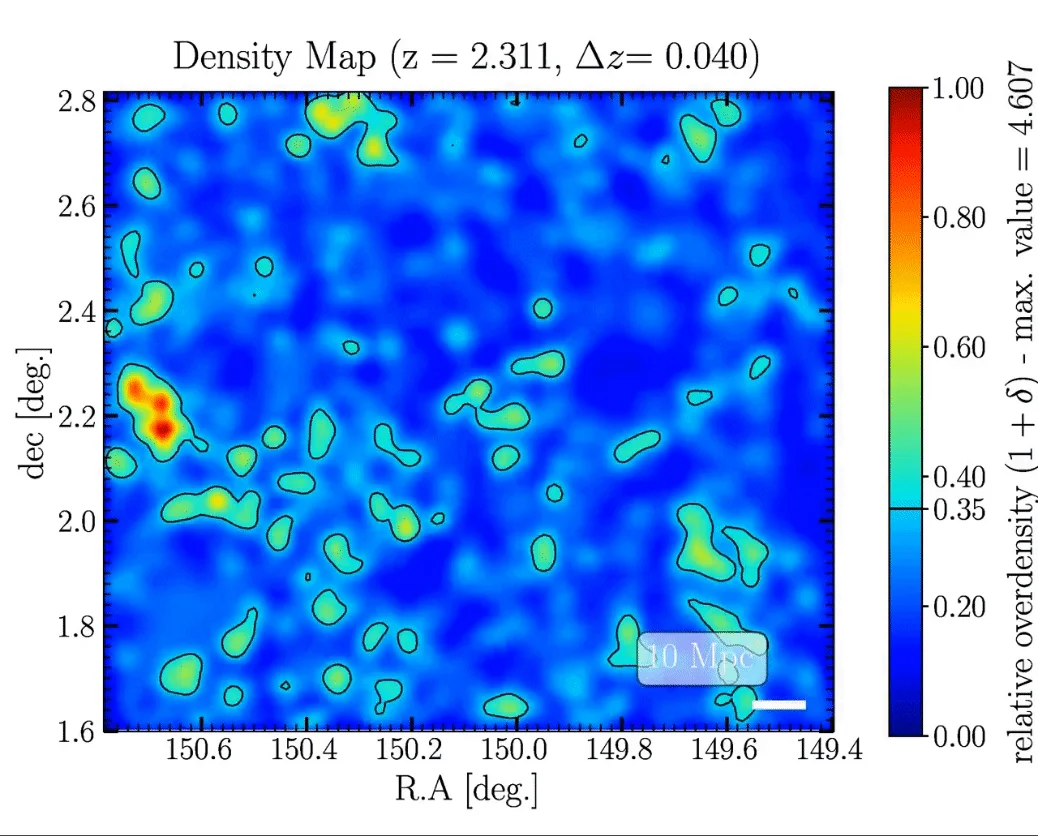 Density Map (z = 2.311, Δz= 0.040)
2.8
2.6
2.4
2.2
2.0
1.8
1.6
dec [deg.]
150.6 150.4 150.2 150.0 149.8 149.6 149.4
R.A [deg.]
10 Mpc
1.00
0.80
0.60
0.40
0.35
0.20
0.00
relative overdensity (1 + δ) - max. value = 4.607